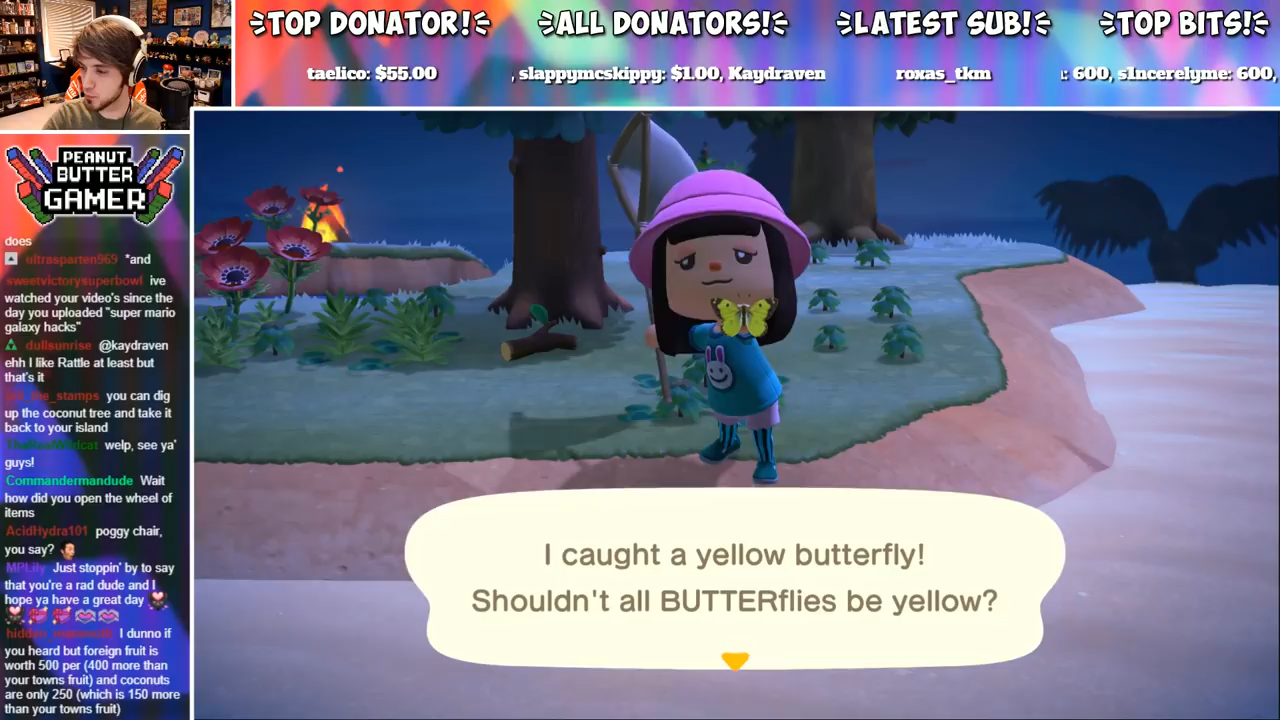 TOP DONATOR! ALL DONATORS! LATEST SUB! TOP BITS!
taelico: $55.00 , slappymcskippy: $1.00, Kaydraven roxas_tkm : 600, s1ncerelyme: 600,
PEANUT
BUTTER
GAMER
does
ultrasparten969 *and
sweetvictorysuperbowl ive
watched your video's since the
day you uploaded "super mario
galaxy hacks"
dullsunrise @kaydraven
ehh I like Rattle at least but
that's it
you can dig
up the coconut tree and take it
back to your island
welp, see ya'
guys!
Commandermandude Wait
how did you open the wheel of
items
AcidHydra101 poggy chair,
you say?
MPLily Just stoppin' by to say
that you're a rad dude and I
hope ya have a great day
I dunno if
you heard but foreign fruit is
worth 500 per (400 more than
your towns fruit) and coconuts
are only 250 (which is 150 more
than your towns fruit)
I caught a yellow butterfly!
Shouldn't all BUTTERflies be yellow?